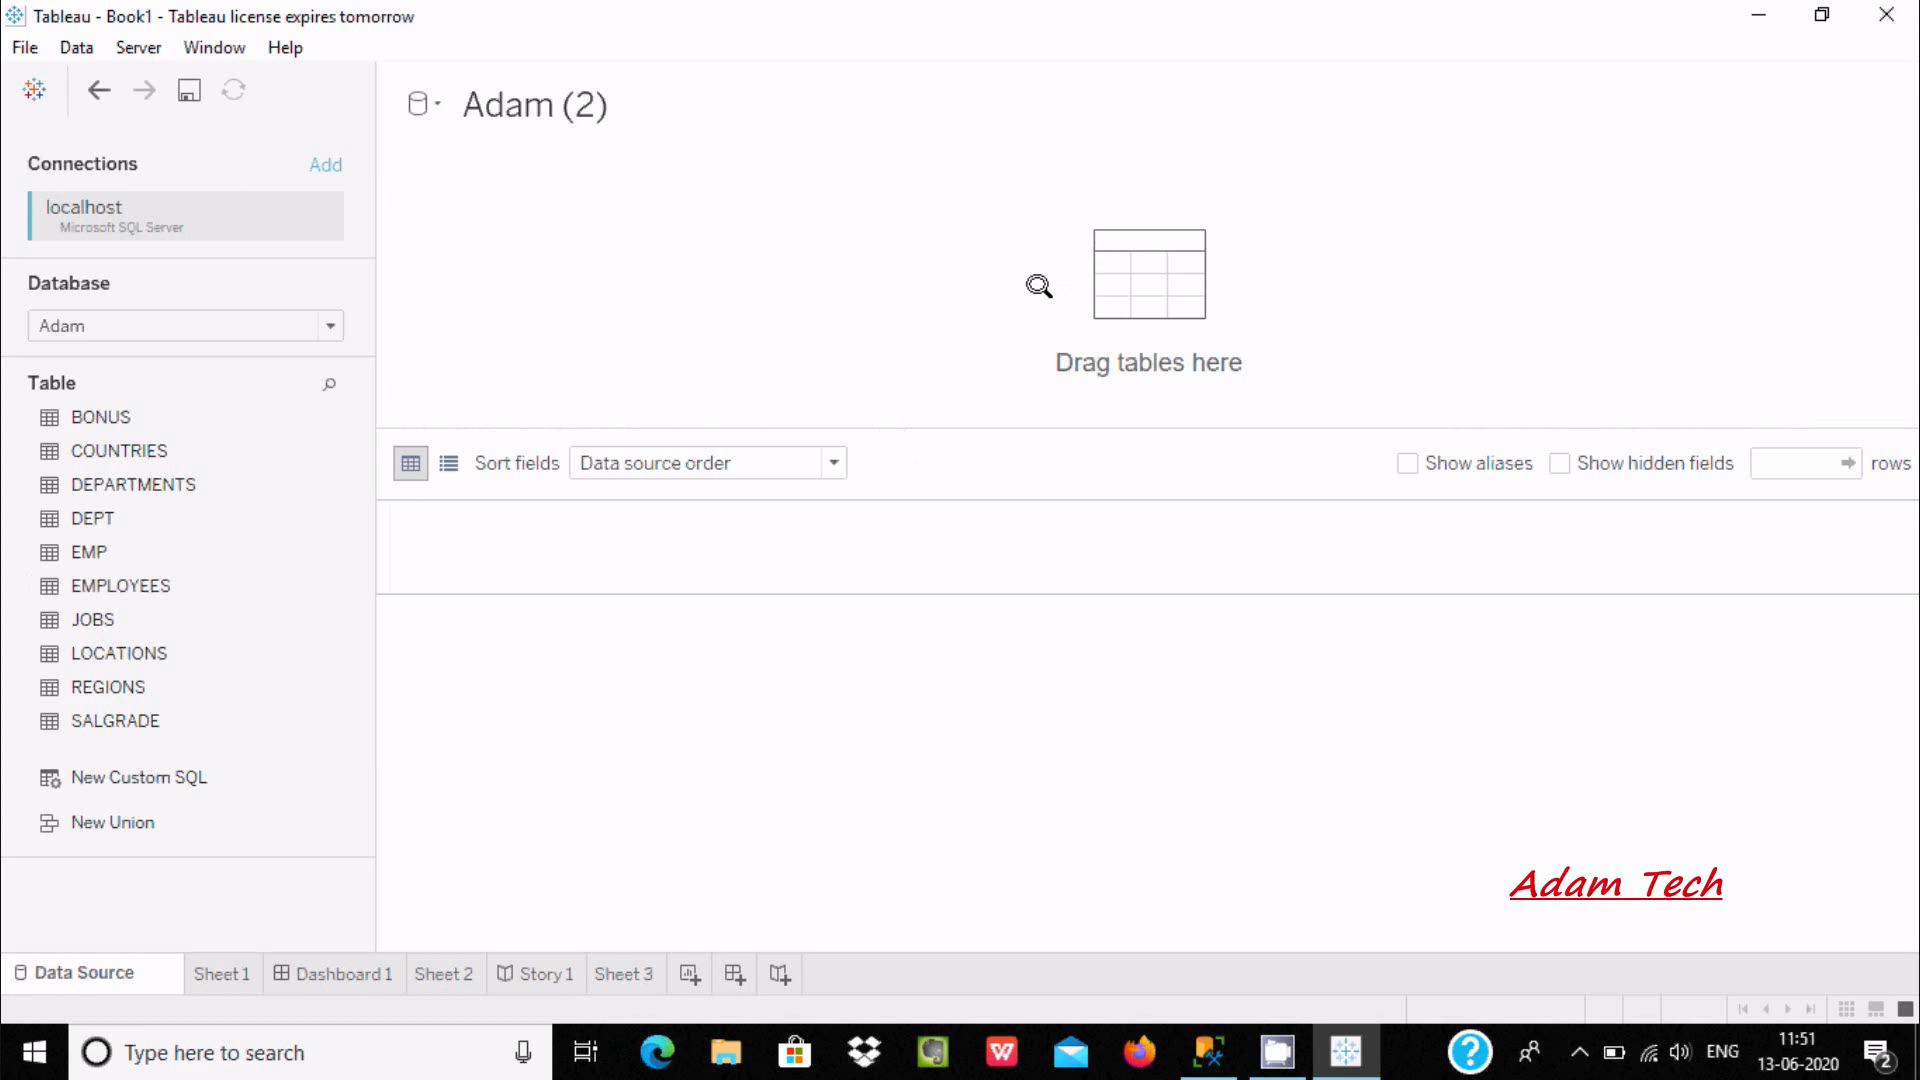 Tableau - Book1 - Tableau license expires tomorrow
File Data Server Window Help
Adam (2)
Connections Add
localhost
Microsoft SQL Server
Database
Adam
Table
BONUS
COUNTRIES
DEPARTMENTS
DEPT
EMP
EMPLOYEES
JOBS
LOCATIONS
REGIONS
SALGRADE
New Custom SQL
New Union
Drag tables here
Sort fields Data source order Show aliases Show hidden fields rows
Adam Tech
Data Source Sheet 1 Dashboard 1 Sheet 2 Story 1 Sheet 3
Type here to search
W
?
ENG
11:51
13-06-2020
2